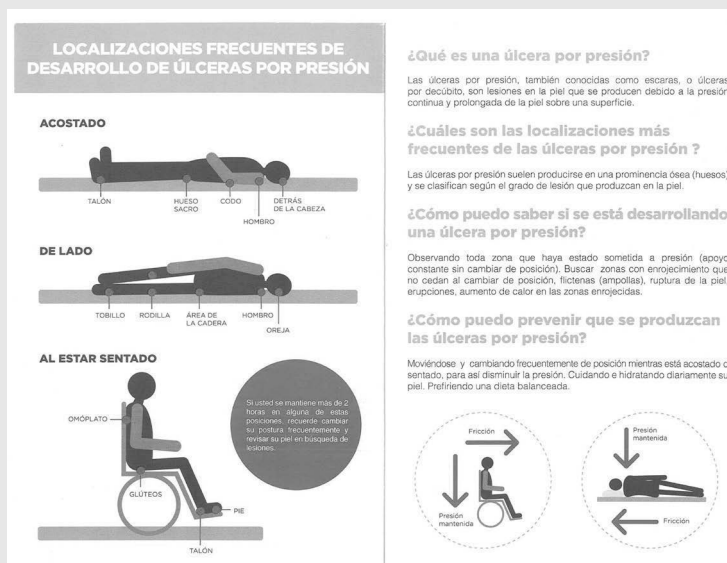 LOCALIZACIONES FRECUENTES DE
DESARROLLO DE ÚLCERAS POR PRESIÓN
ACOSTADO
TALÓN
HUESO
SACRO
CODO
HOMBRO
DETRÁS
DE LA CABEZA
DE LADO
TOBILLO
RODILLA
ÁREA DE
LA CADERA
HOMBRO
OREJA
AL ESTAR SENTADO
OMÓPLATO
GLÚTEOS
PIE
TALÓN
Si usted se mantiene más de 2
horas en alguna de estas
posiciones, recuerde cambiar
su postura frecuentemente y
revisar su piel en búsqueda de
lesiones.
¿Qué es una úlcera por presión?
Las úlceras por presión, también conocidas como escaras, o úlceras
por decúbito, son lesiones en la piel que se producen debido a la presión
continua y prolongada de la piel sobre una superficie.
¿Cuáles son las localizaciones más
frecuentes de las úlceras por presión ?
Las úlceras por presión suelen producirse en una prominencia ósea (huesos)
y se clasifican según el grado de lesión que produzcan en la piel.
¿Cómo puedo saber si se está desarrollando
una úlcera por presión?
Observando toda zona que haya estado sometida a presión (apoyo
constante sin cambiar de posición). Buscar zonas con enrojecimiento que
no cedan al cambiar de posición, flictenas (ampollas), ruptura de la piel,
erupciones, aumento de calor en las zonas enrojecidas.
¿Cómo puedo prevenir que se produzcan
las úlceras por presión?
Moviéndose y cambiando frecuentemente de posición mientras está acostado o
sentado, para así disminuir la presión. Cuidando e hidratando diariamente su
piel. Prefiriendo una dieta balanceada.
Fricción
Presión
mantenida
Presión
mantenida
Fricción